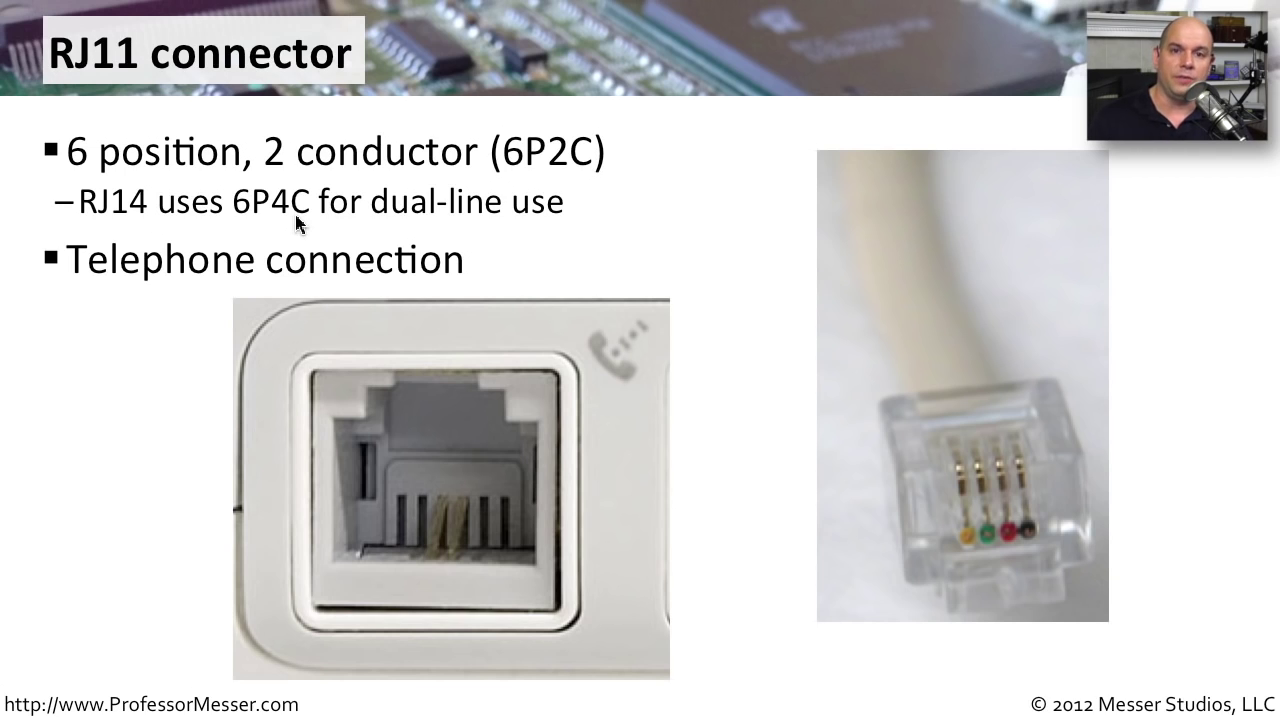 RJ11 connector
▪ 6 position, 2 conductor (6P2C)
– RJ14 uses 6P4C for dual-line use
▪ Telephone connection
http://www.ProfessorMesser.com
© 2012 Messer Studios, LLC